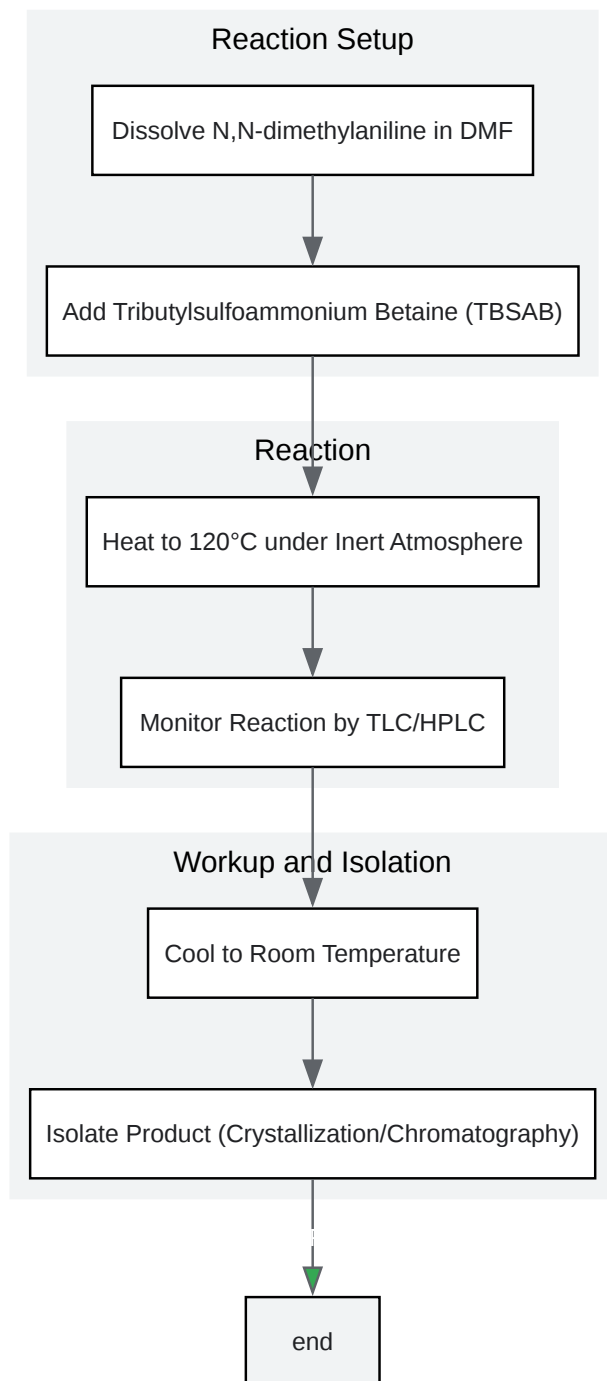 Reaction Setup
Dissolve N,N-dimethylaniline in DMF
Add Tributylsulfoammonium Betaine (TBSAB)
Reaction
Heat to 120°C under Inert Atmosphere
Monitor Reaction by TLC/HPLC
Workup and Isolation
Cool to Room Temperature
Isolate Product (Crystallization/Chromatography)
end